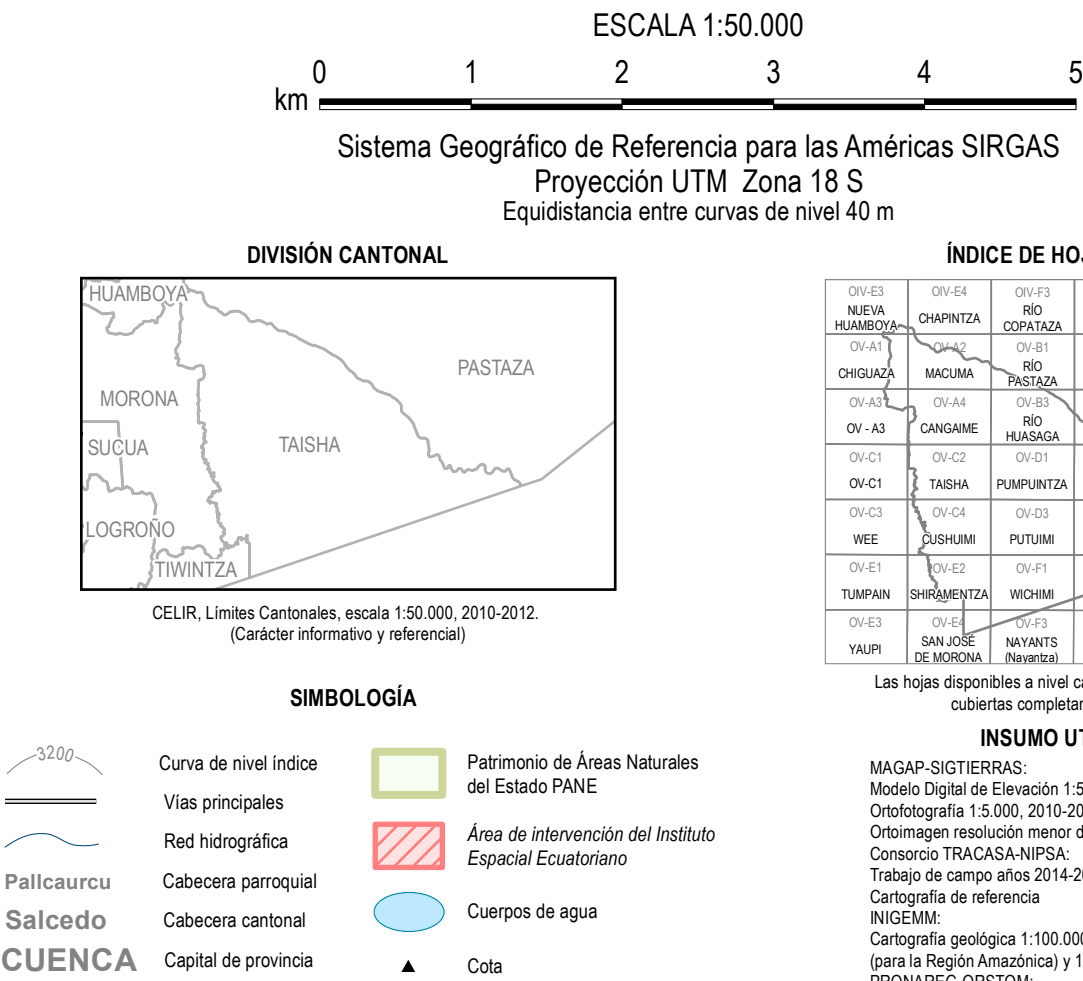 ESCALA 1:50.000
0 1 2 3 4 5
km
Sistema Geográfico de Referencia para las Américas SIRGAS
Proyección UTM Zona 18 S
Equidistancia entre curvas de nivel 40 m
DIVISIÓN CANTONAL
HUAMBOYA
PASTAZA
MORONA
TAISHA
SUCUA
LOGROÑO
TIWINTZA
CELIR, Límites Cantonales, escala 1:50.000, 2010-2012.
(Carácter informativo y referencial)
ÍNDICE DE HOJ
OIV-E3 OIV-E4 OIV-F3
NUEVA HUAMBOYA CHAPINTZA RÍO COPATAZA
OV-A1 OV-A2 OV-B1
CHIGUAZA MACUMA RÍO PASTAZA
OV-A3 OV-A4 OV-B3
OV - A3 CANGAIME RÍO HUASAGA
OV-C1 OV-C2 OV-D1
OV-C1 TAISHA PUMPUINTZA
OV-C3 OV-C4 OV-D3
WEE CUSHUIMI PUTUIMI
OV-E1 OV-E2 OV-F1
TUMPAIN SHIRAMENTZA WICHIMI
OV-E3 OV-E4 OV-F3
YAUPI SAN JOSÉ DE MORONA NAYANTS (Nayantza)
Las hojas disponibles a nivel ca
cubiertas completar
SIMBOLOGÍA
3200
Curva de nivel índice
Vías principales
Red hidrográfica
Pallcaurcu
Cabecera parroquial
Salcedo
Cabecera cantonal
CUENCA
Capital de provincia
Patrimonio de Áreas Naturales
del Estado PANE
Área de intervención del Instituto
Espacial Ecuatoriano
Cuerpos de agua
Cota
INSUMO UT
MAGAP-SIGTIERRAS:
Modelo Digital de Elevación 1:5
Ortofotografía 1:5.000, 2010-20
Ortoimagen resolución menor d
Consorcio TRACASA-NIPSA:
Trabajo de campo años 2014-20
Cartografía de referencia
INIGEMM:
Cartografía geológica 1:100.000
(para la Región Amazónica) y 1
PRONAREG-ORSTOM: